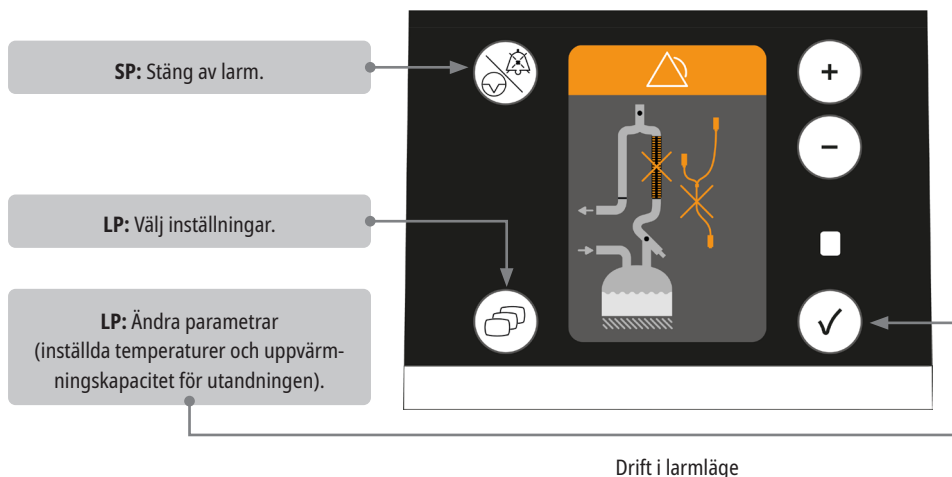 SP: Stäng av larm.
LP: Välj inställningar.
LP: Ändra parametrar
(inställda temperaturer och uppvärm-
ningskapacitet för utandningen).
+
−
Drift i larmläge